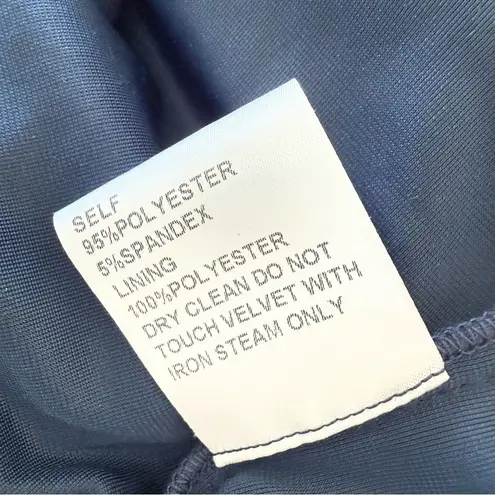 SELF
95%POLYESTER
5%SPANDEX
LINING
100%POLYESTER
DRY CLEAN DO NOT
TOUCH VELVET WITH
IRON STEAM ONLY